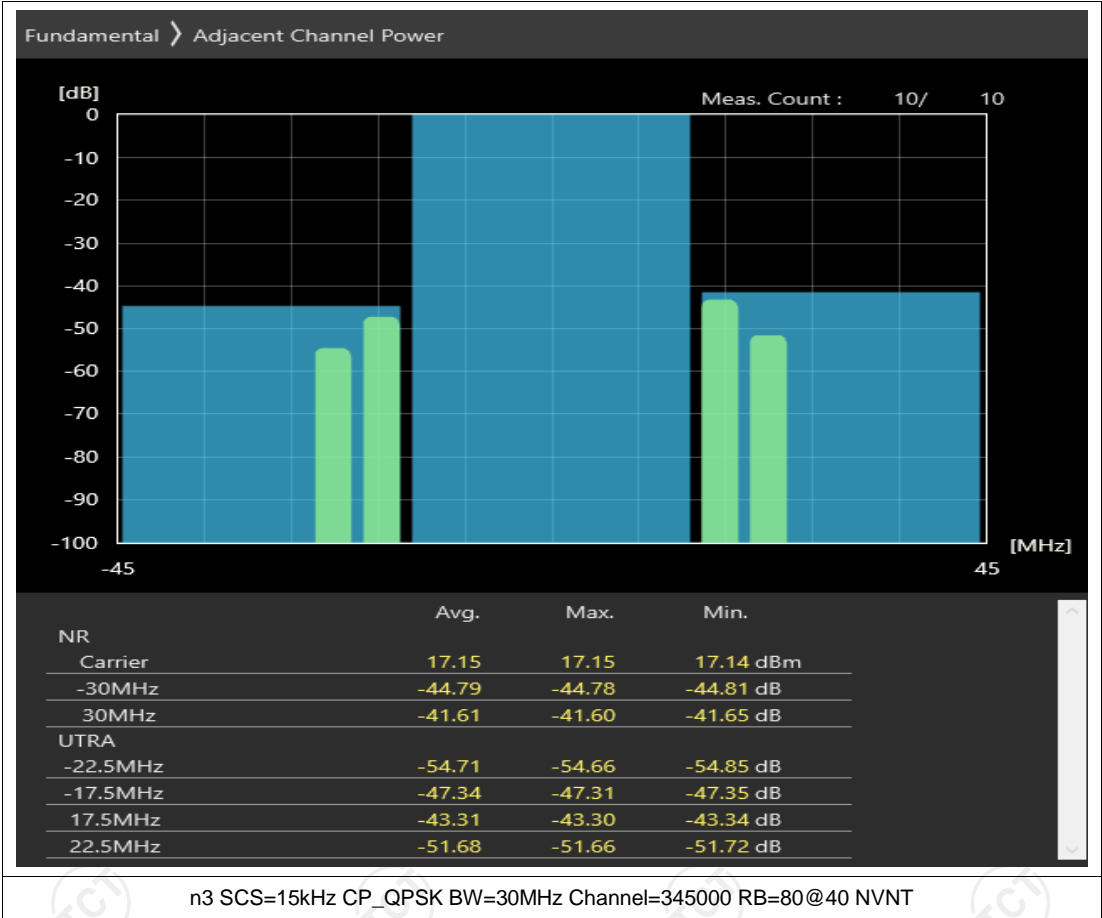 Fundamental 〉 Adjacent Channel Power
[dB]
Meas. Count : 10/ 10
0
-10
-20
-30
-40
-50
-60
-70
-80
-90
-100
[MHz]
-45 45
Avg. Max. Min.
NR
Carrier 17.15 17.15 17.14 dBm
-30MHz -44.79 -44.78 -44.81 dB
30MHz -41.61 -41.60 -41.65 dB
UTRA
-22.5MHz -54.71 -54.66 -54.85 dB
-17.5MHz -47.34 -47.31 -47.35 dB
17.5MHz -43.31 -43.30 -43.34 dB
22.5MHz -51.68 -51.66 -51.72 dB
n3 SCS=15kHz CP_QPSK BW=30MHz Channel=345000 RB=80@40 NVNT
TCT TCT TCT